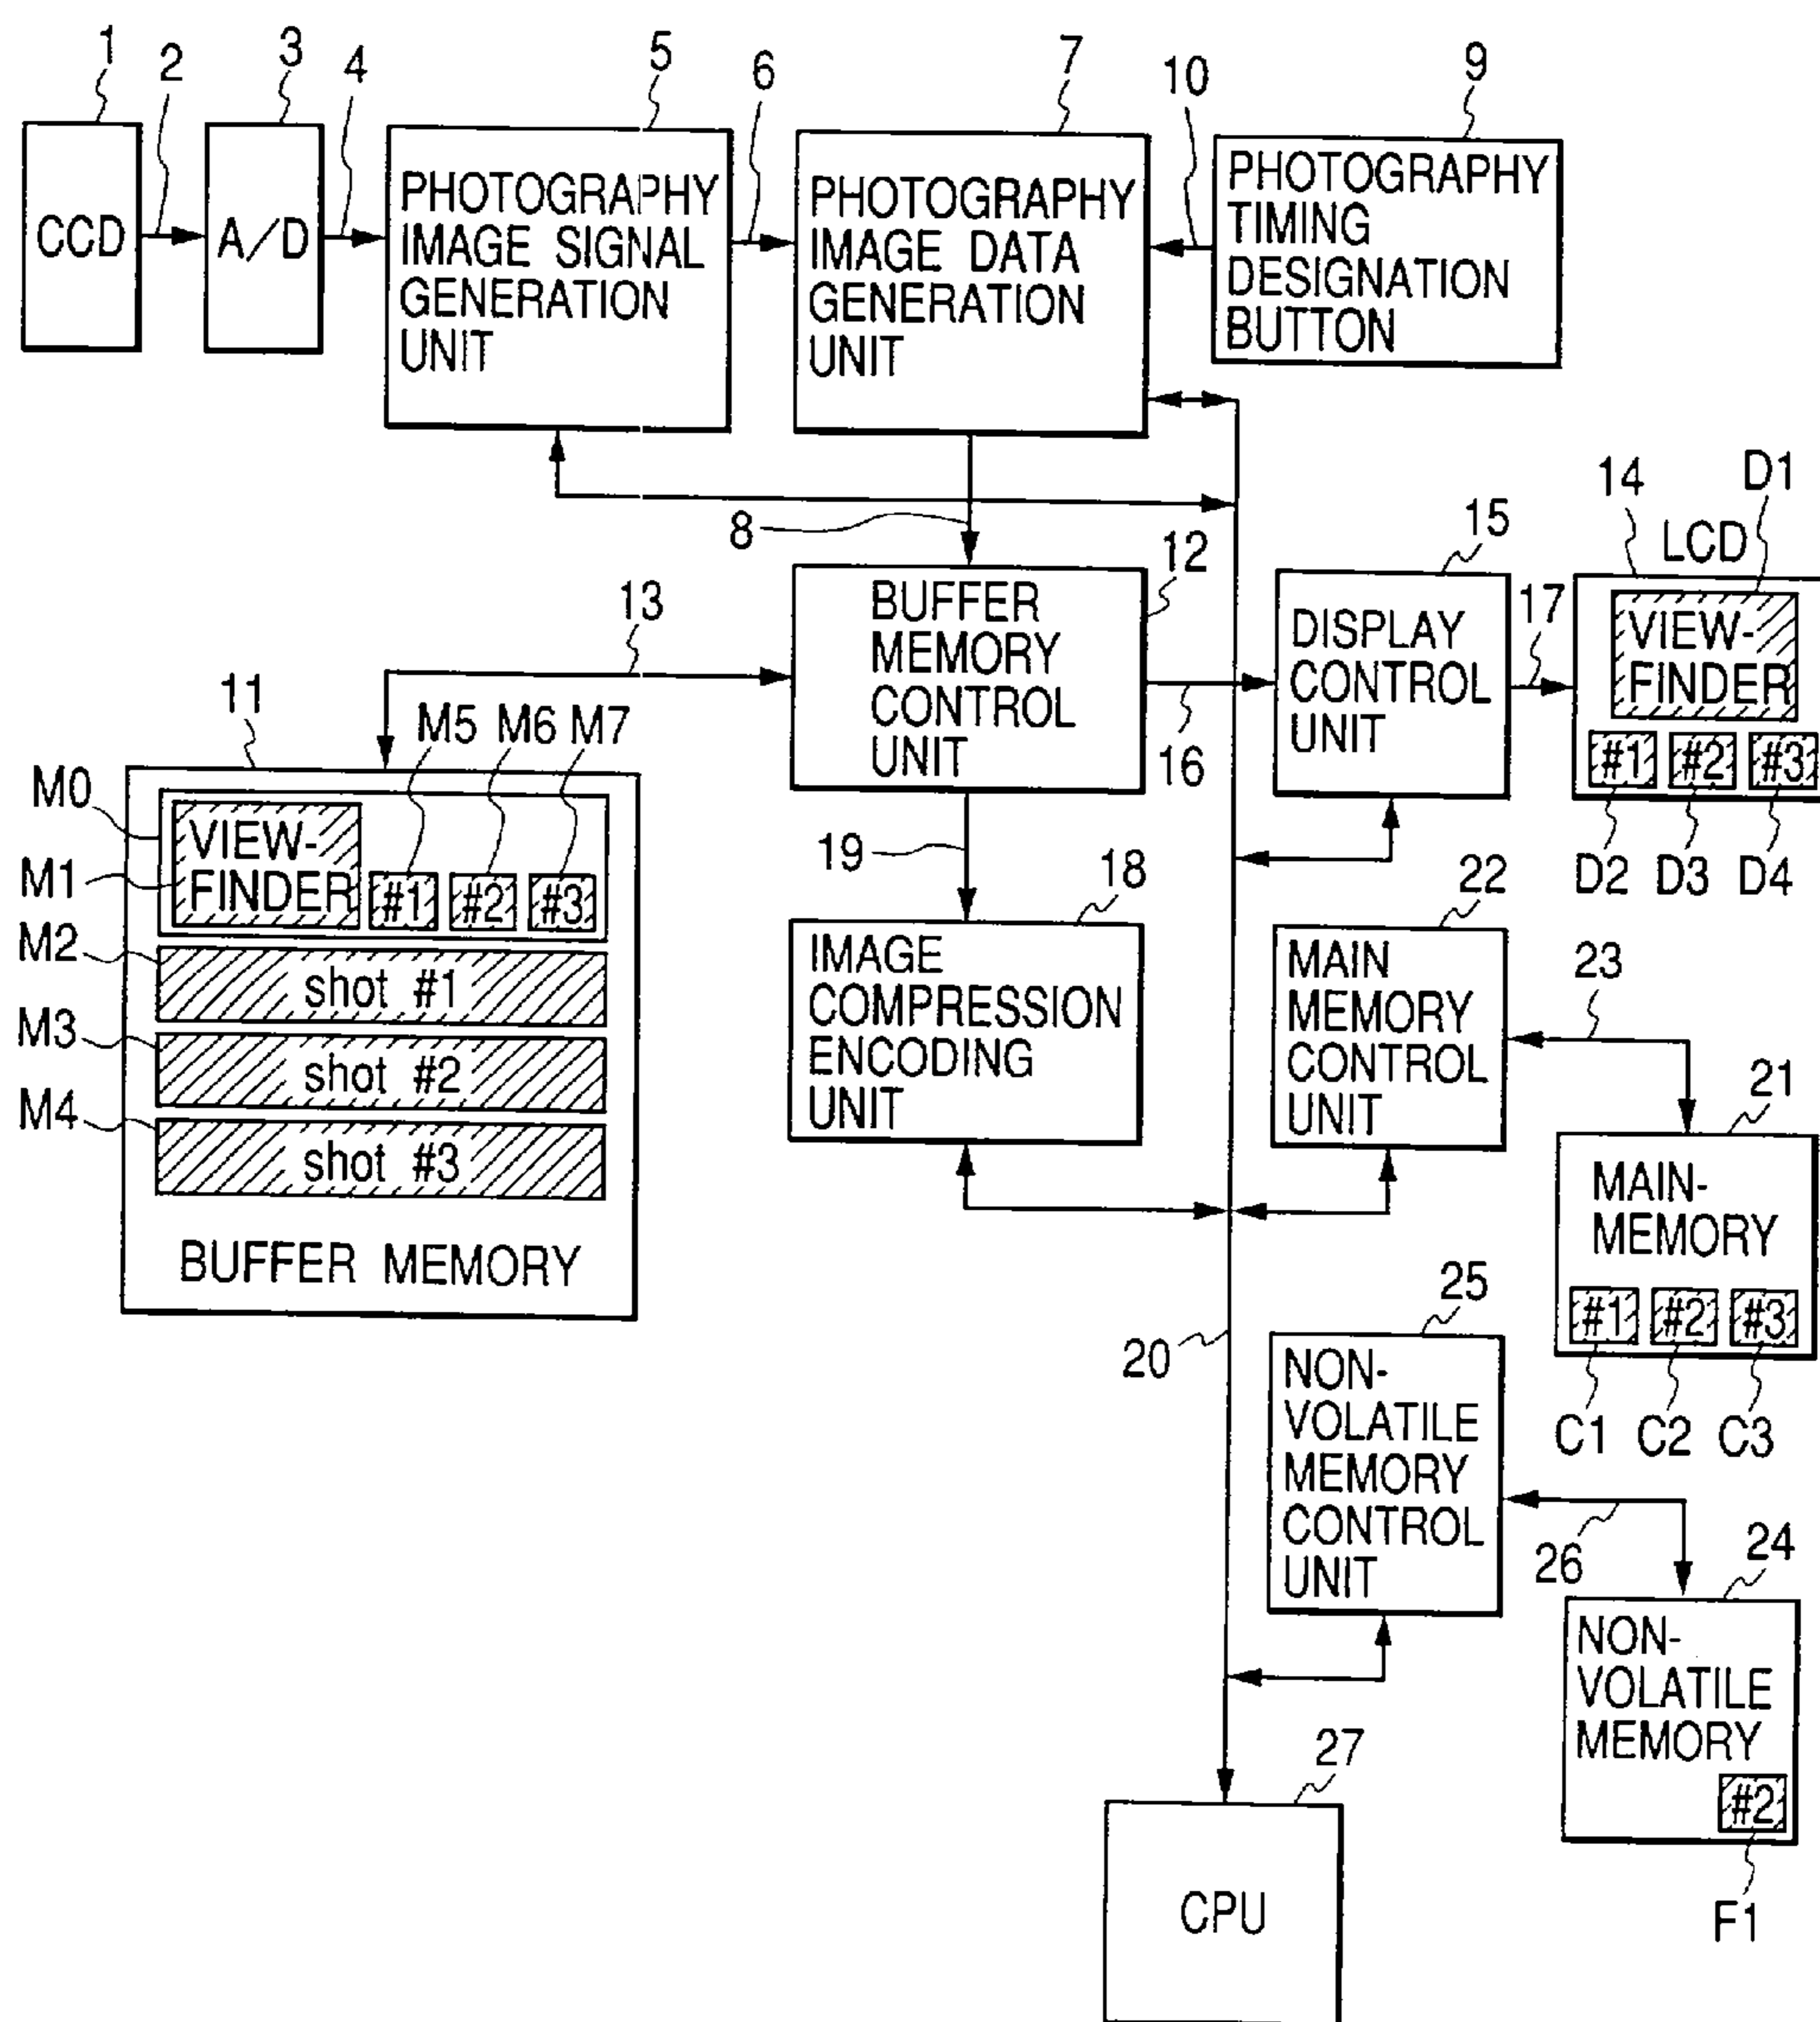 1
2
3
4
5
6
7
10
9
CCD
A/D
PHOTOGRAPHY
IMAGE SIGNAL
GENERATION
UNIT
PHOTOGRAPHY
IMAGE DATA
GENERATION
UNIT
PHOTOGRAPHY
TIMING
DESIGNATION
BUTTON
8
12
BUFFER
MEMORY
CONTROL
UNIT
13
16
15
DISPLAY
CONTROL
UNIT
17
14
LCD
D1
VIEW-
FINDER
#1
#2
#3
D2
D3
D4
11
M0
M1
M2
M3
M4
M5
M6
M7
VIEW-
FINDER
#1
#2
#3
shot #1
shot #2
shot #3
BUFFER MEMORY
19
18
IMAGE
COMPRESSION
ENCODING
UNIT
22
MAIN
MEMORY
CONTROL
UNIT
23
21
MAIN-
MEMORY
#1
#2
#3
C1
C2
C3
20
25
NON-
VOLATILE
MEMORY
CONTROL
UNIT
26
24
NON-
VOLATILE
MEMORY
#2
F1
27
CPU